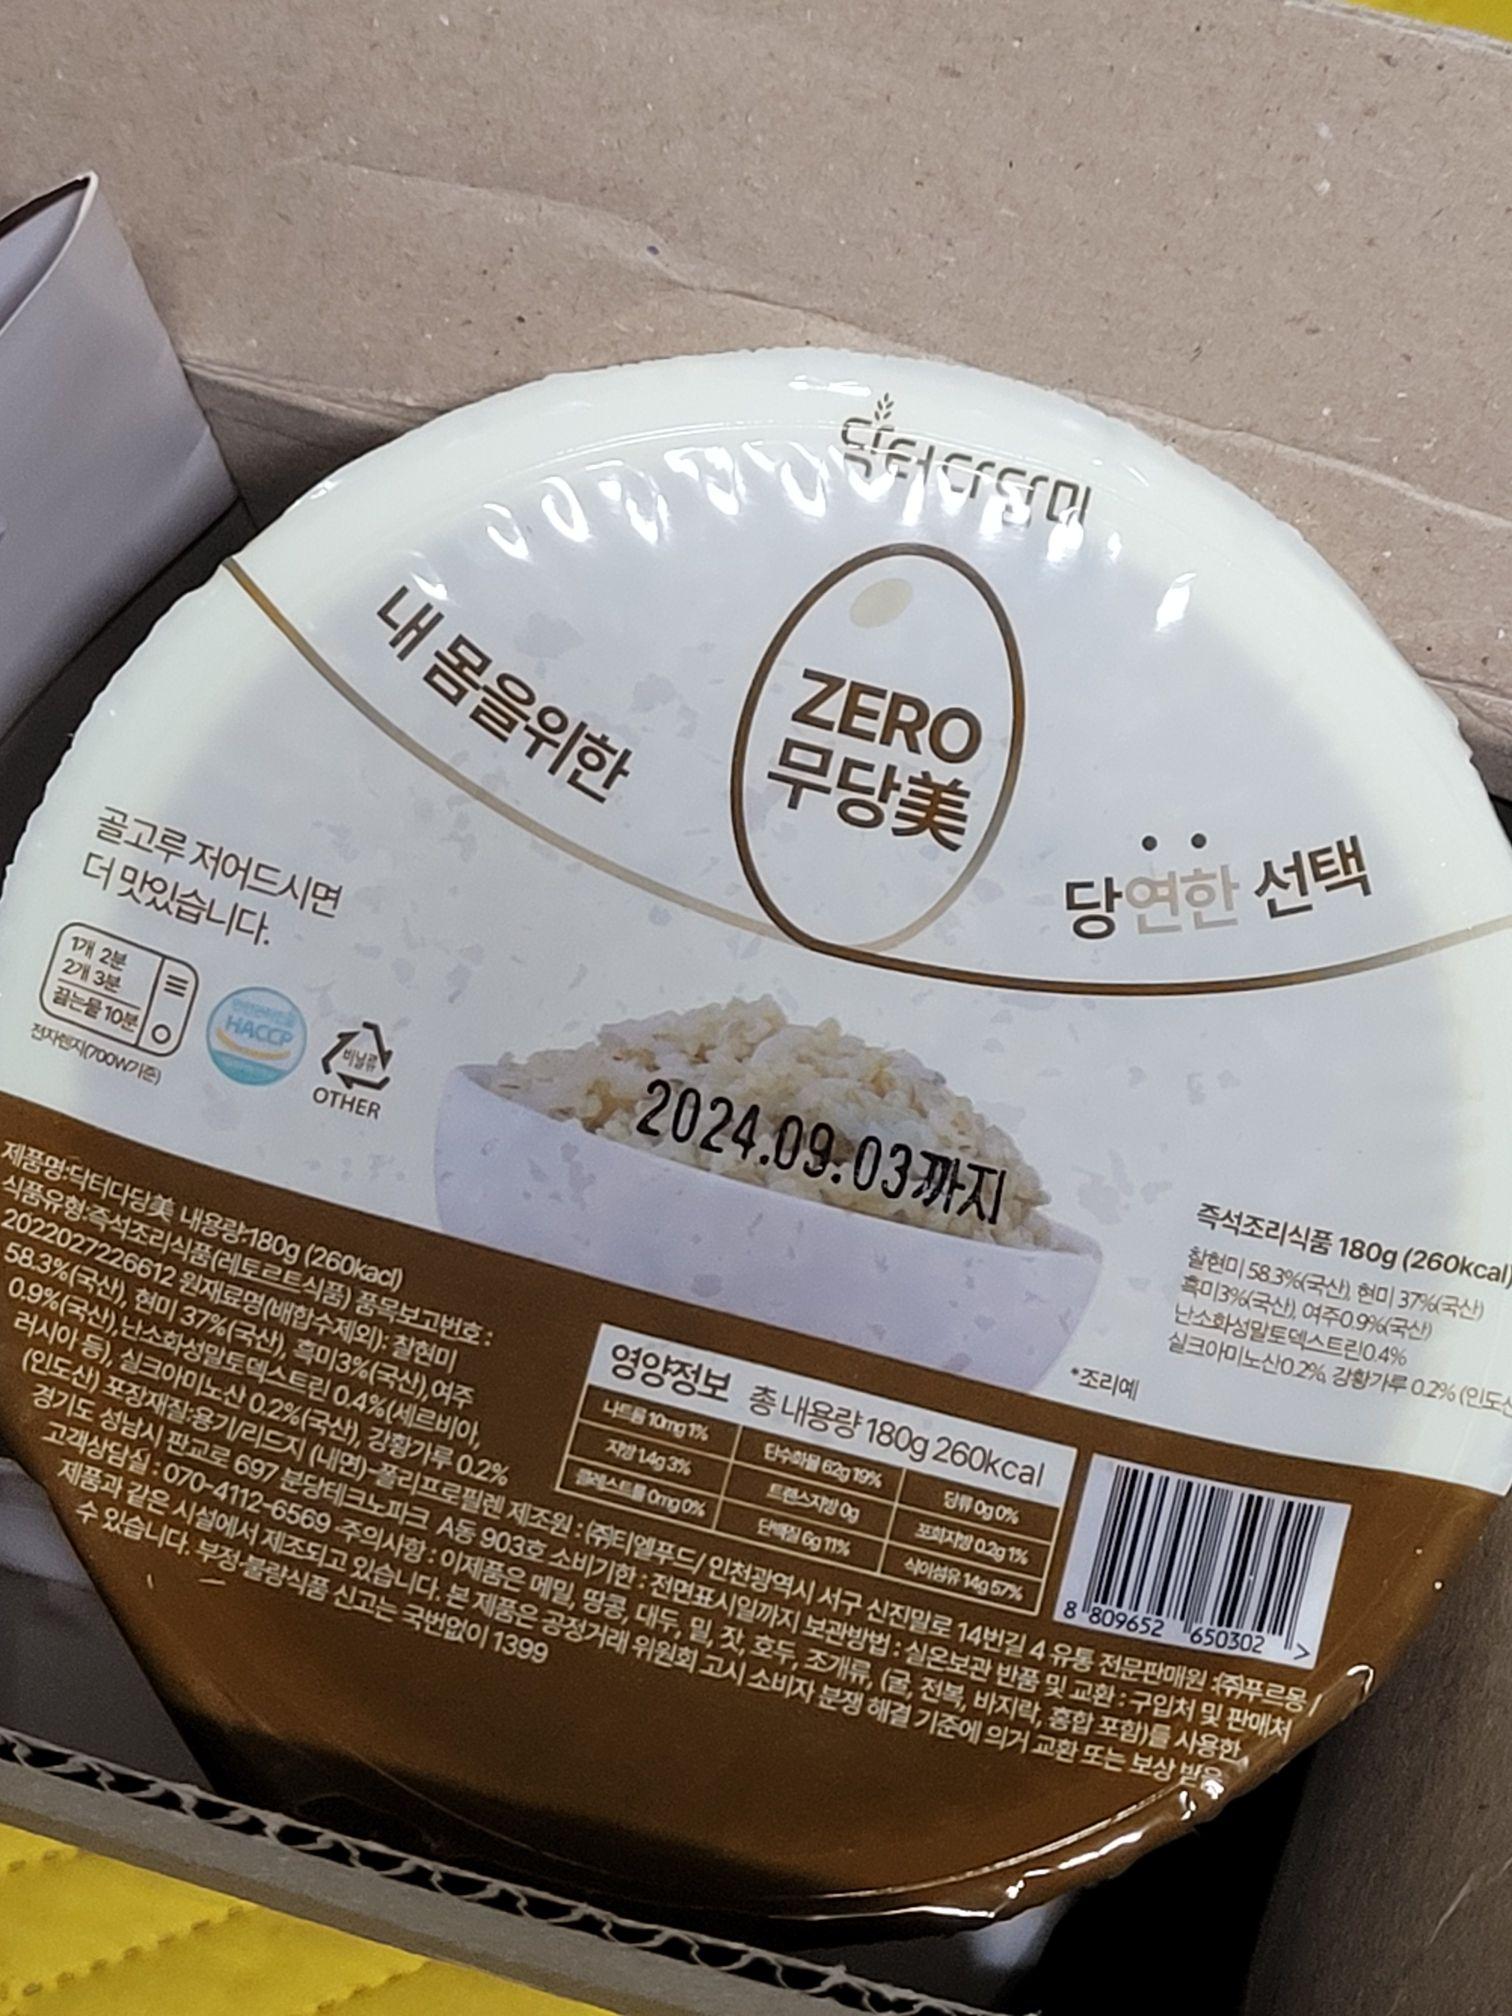 닥터다당미
내 몸을위한
ZERO
무당美
당연한 선택
골고루 저어드시면
더 맛있습니다.
1개 2분
2개 3분
끓는물 10분
전자렌지(700W기준)
HACCP
비닐류
OTHER
2024.09.03까지
즉석조리식품 180g (260kcal)
찰현미 58.3%(국산), 현미 37%(국산)
흑미3%(국산), 여주0.9%(국산)
난소화성말토덱스트린0.4%
실크아미노산0.2%, 강황가루 0.2% (인도산
*조리예
제품명:닥터다당美 내용량:180g (260kacl)
식품유형:즉석조리식품(레토르트식품) 품목보고번호 :
2022027226612 원재료명(배합수제외): 찰현미
58.3%(국산), 현미 37%(국산), 흑미3%(국산),여주
0.9%(국산),난소화성말토덱스트린 0.4%(세르비아,
러시아 등), 실크아미노산 0.2%(국산), 강황가루 0.2%
(인도산) 포장재질:용기/리드지 (내면)-폴리프로필렌 제조원 : ㈜티엘푸드/ 인천광역시 서구 신진말로 14번길 4 유통 전문판매원 :㈜푸르몽 /
경기도 성남시 판교로 697 분당테크노파크 A동 903호 소비기한 : 전면표시일까지 보관방법 : 실온보관 반품 및 교환 : 구입처 및 판매처
고객상담실 : 070-4112-6569 주의사항 : 이제품은 메밀, 땅콩, 대두, 밀, 잣, 호두, 조개류, (굴, 전복, 바지락, 홍합 포함)를 사용한
제품과 같은 시설에서 제조되고 있습니다. 본 제품은 공정거래 위원회 고시 소비자 분쟁 해결 기준에 의거 교환 또는 보상 받을
수 있습니다. 부정·불량식품 신고는 국번없이 1399
영양정보 총 내용량 180g 260kcal
나트륨 10mg 1% 탄수화물 62g 19% 당류 0g 0%
지방 1.4g 3% 트랜스지방 0g 포화지방 0.2g 1%
콜레스트롤 0mg 0% 단백질 6g 11% 식이섬유 14g 57%
8 809652 650302 >